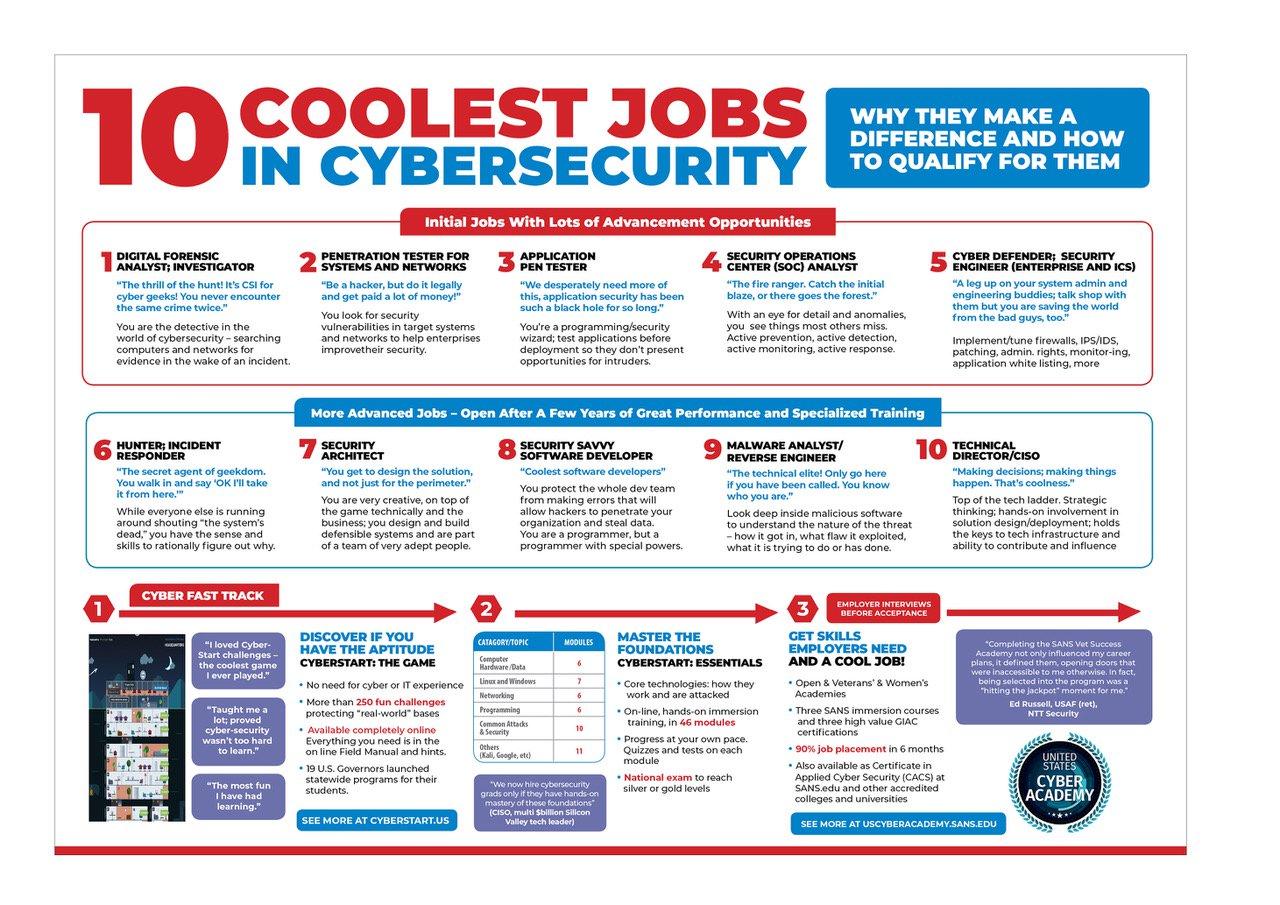 10 COOLEST JOBS
IN CYBERSECURITY
WHY THEY MAKE A
DIFFERENCE AND HOW
TO QUALIFY FOR THEM
Initial Jobs With Lots of Advancement Opportunities
1 DIGITAL FORENSIC
ANALYST; INVESTIGATOR
“The thrill of the hunt! It’s CSI for
cyber geeks! You never encounter
the same crime twice.”
You are the detective in the
world of cybersecurity – searching
computers and networks for
evidence in the wake of an incident.
2 PENETRATION TESTER FOR
SYSTEMS AND NETWORKS
“Be a hacker, but do it legally
and get paid a lot of money!”
You look for security
vulnerabilities in target systems
and networks to help enterprises
improvetheir security.
3 APPLICATION
PEN TESTER
“We desperately need more of
this, application security has been
such a black hole for so long.”
You’re a programming/security
wizard; test applications before
deployment so they don’t present
opportunities for intruders.
4 SECURITY OPERATIONS
CENTER (SOC) ANALYST
“The fire ranger. Catch the initial
blaze, or there goes the forest.”
With an eye for detail and anomalies,
you see things most others miss.
Active prevention, active detection,
active monitoring, active response.
5 CYBER DEFENDER; SECURITY
ENGINEER (ENTERPRISE AND ICS)
“A leg up on your system admin and
engineering buddies; talk shop with
them but you are saving the world
from the bad guys, too.”
Implement/tune firewalls, IPS/IDS,
patching, admin. rights, monitor-ing,
application white listing, more
More Advanced Jobs – Open After A Few Years of Great Performance and Specialized Training
6 HUNTER; INCIDENT
RESPONDER
“The secret agent of geekdom.
You walk in and say ‘OK I’ll take
it from here.’”
While everyone else is running
around shouting “the system’s
dead,” you have the sense and
skills to rationally figure out why.
7 SECURITY
ARCHITECT
“You get to design the solution,
and not just for the perimeter.”
You are very creative, on top of
the game technically and the
business; you design and build
defensible systems and are part
of a team of very adept people.
8 SECURITY SAVVY
SOFTWARE DEVELOPER
“Coolest software developers”
You protect the whole dev team
from making errors that will
allow hackers to penetrate your
organization and steal data.
You are a programmer, but a
programmer with special powers.
9 MALWARE ANALYST/
REVERSE ENGINEER
“The technical elite! Only go here
if you have been called. You know
who you are.”
Look deep inside malicious software
to understand the nature of the threat
– how it got in, what flaw it exploited,
what it is trying to do or has done.
10 TECHNICAL
DIRECTOR/CISO
“Making decisions; making things
happen. That’s coolness.”
Top of the tech ladder. Strategic
thinking; hands-on involvement in
solution design/deployment; holds
the keys to tech infrastructure and
ability to contribute and influence
1 CYBER FAST TRACK
“I loved Cyber-
Start challenges –
the coolest game
I ever played.”
“Taught me a
lot; proved
cyber-security
wasn’t too hard
to learn.”
“The most fun
I have had
learning.”
DISCOVER IF YOU
HAVE THE APTITUDE
CYBERSTART: THE GAME
• No need for cyber or IT experience
• More than 250 fun challenges
protecting “real-world” bases
• Available completely online
Everything you need is in the
on line Field Manual and hints.
• 19 U.S. Governors launched
statewide programs for their
students.
SEE MORE AT CYBERSTART.US
2
CATAGORY/TOPIC MODULES
Computer
Hardware /Data 6
Linux and Windows 7
Networking 6
Programming 6
Common Attacks
& Security 10
Others
(Kali, Google, etc) 11
“We now hire cybersecurity
grads only if they have hands-on
mastery of these foundations”
(CISO, multi $billion Silicon
Valley tech leader)
MASTER THE
FOUNDATIONS
CYBERSTART: ESSENTIALS
• Core technologies: how they
work and are attacked
• On-line, hands-on immersion
training, in 46 modules
• Progress at your own pace.
Quizzes and tests on each
module
• National exam to reach
silver or gold levels
3 EMPLOYER INTERVIEWS
BEFORE ACCEPTANCE
GET SKILLS
EMPLOYERS NEED
AND A COOL JOB!
• Open & Veterans’ & Women’s
Academies
• Three SANS immersion courses
and three high value GIAC
certifications
• 90% job placement in 6 months
• Also available as Certificate in
Applied Cyber Security (CACS) at
SANS.edu and other accredited
colleges and universities
SEE MORE AT USCYBERACADEMY.SANS.EDU
“Completing the SANS Vet Success
Academy not only influenced my career
plans, it defined them, opening doors that
were inaccessible to me otherwise. In fact,
being selected into the program was a
“hitting the jackpot” moment for me.”
Ed Russell, USAF (ret),
NTT Security
UNITED
STATES
CYBER
ACADEMY